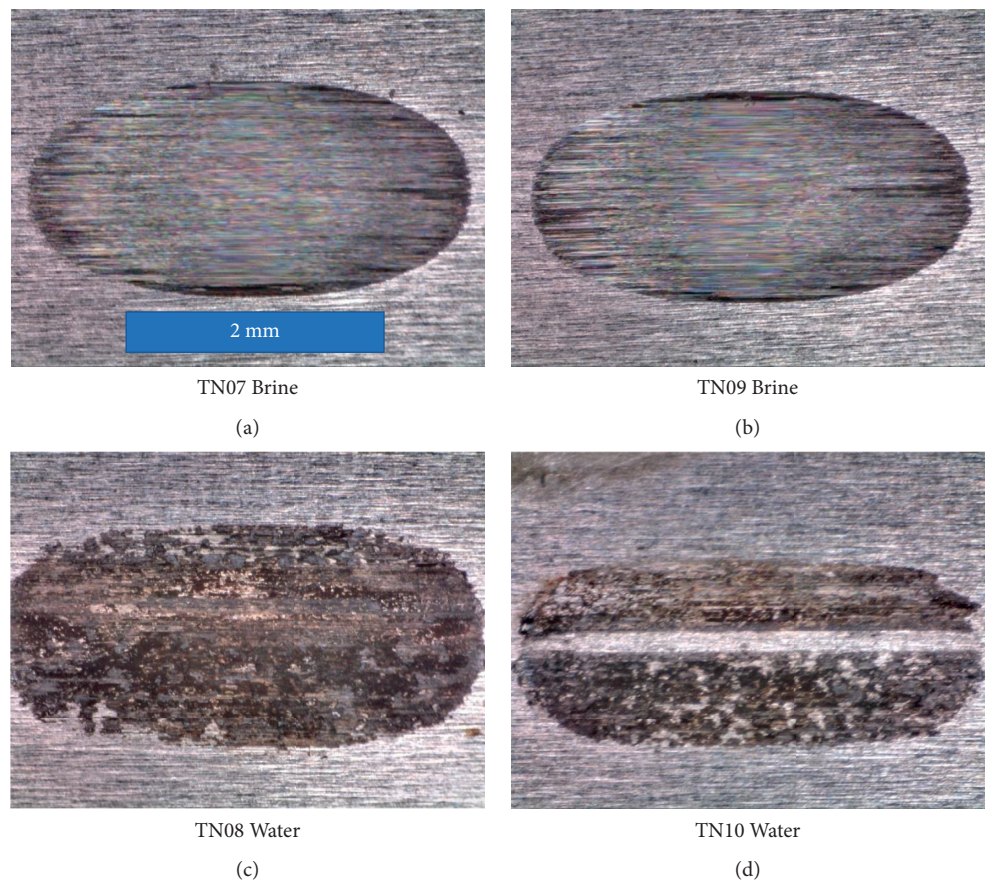 2 mm
TN07 Brine
(a)
TN09 Brine
(b)
TN08 Water
(c)
TN10 Water
(d)